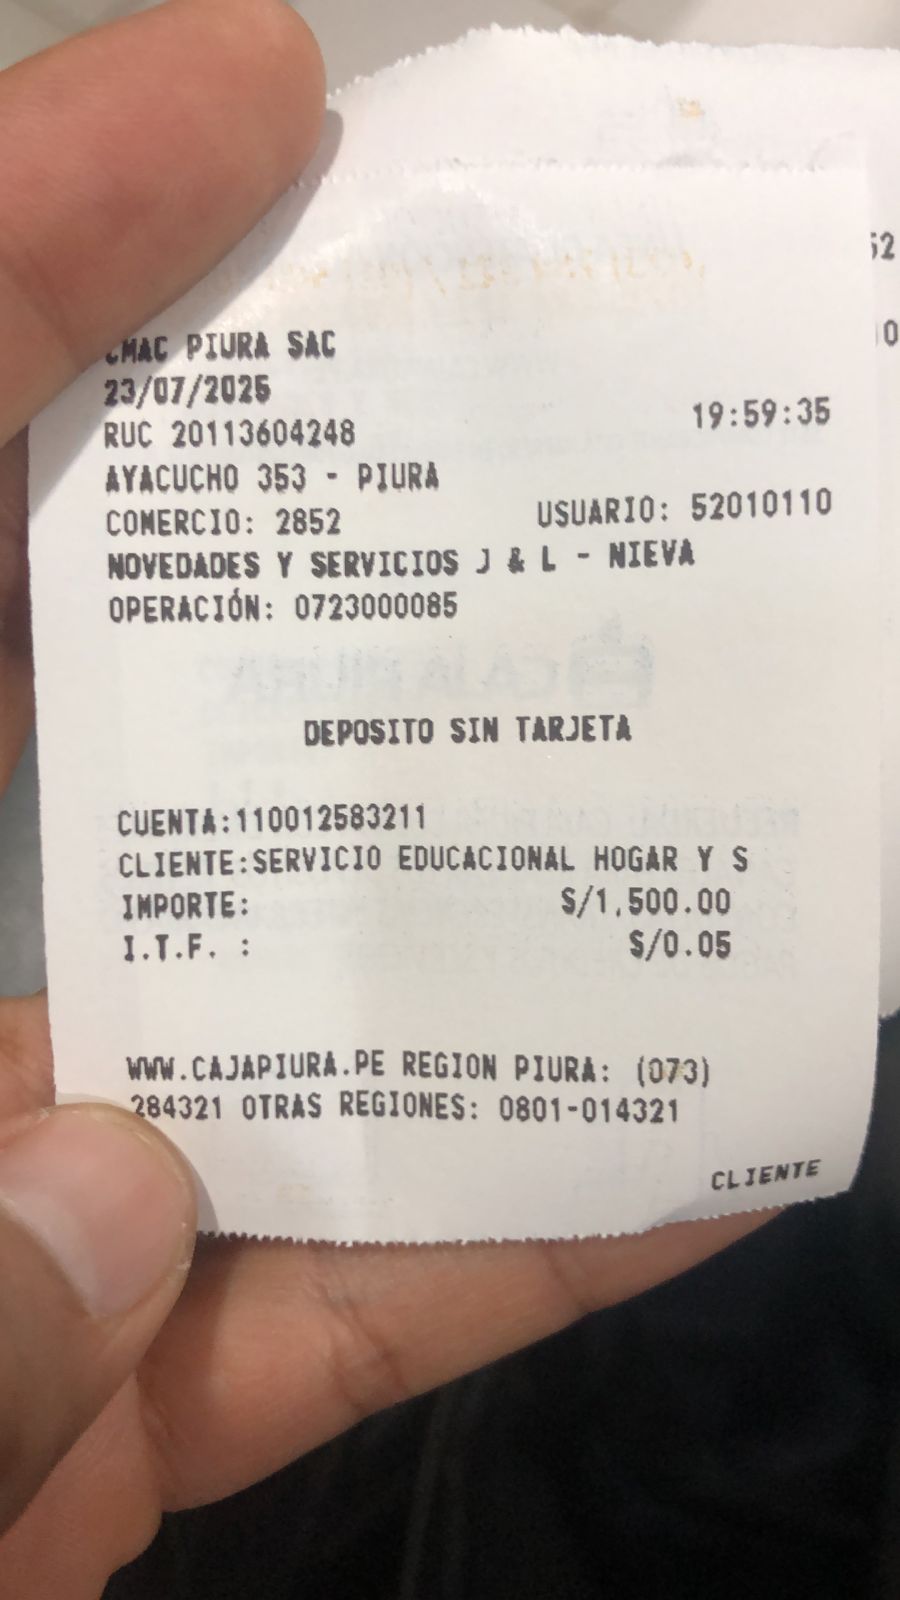 CMAC PIURA SAC
23/07/2025
19:59:35
RUC 20113604248
AYACUCHO 353 - PIURA
COMERCIO: 2852 USUARIO: 52010110
NOVEDADES Y SERVICIOS J & L - NIEVA
OPERACIÓN: 0723000085
DEPOSITO SIN TARJETA
CUENTA:110012583211
CLIENTE:SERVICIO EDUCACIONAL HOGAR Y S
IMPORTE: S/1,500.00
I.T.F. : S/0.05
WWW.CAJAPIURA.PE REGION PIURA: (073)
284321 OTRAS REGIONES: 0801-014321
CLIENTE